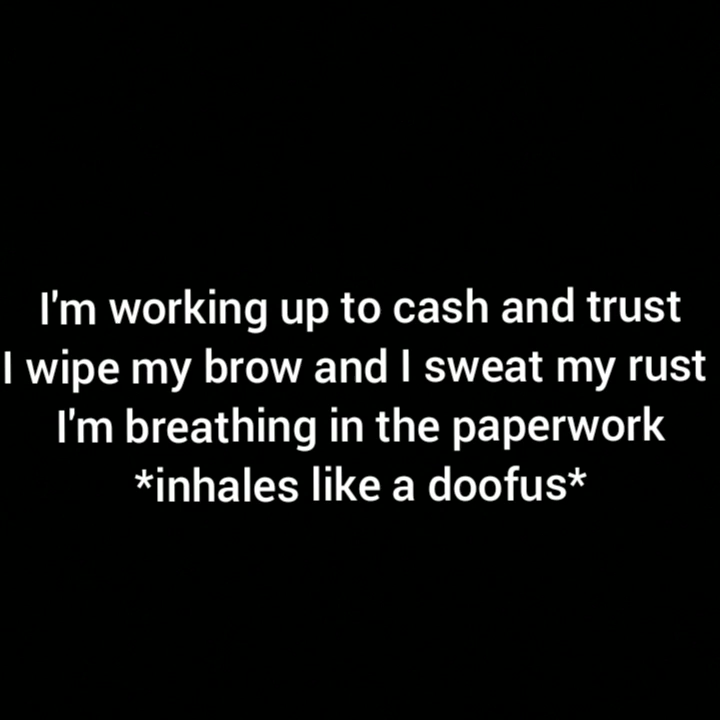 I'm working up to cash and trust
I wipe my brow and I sweat my rust
I'm breathing in the paperwork
*inhales like a doofus*